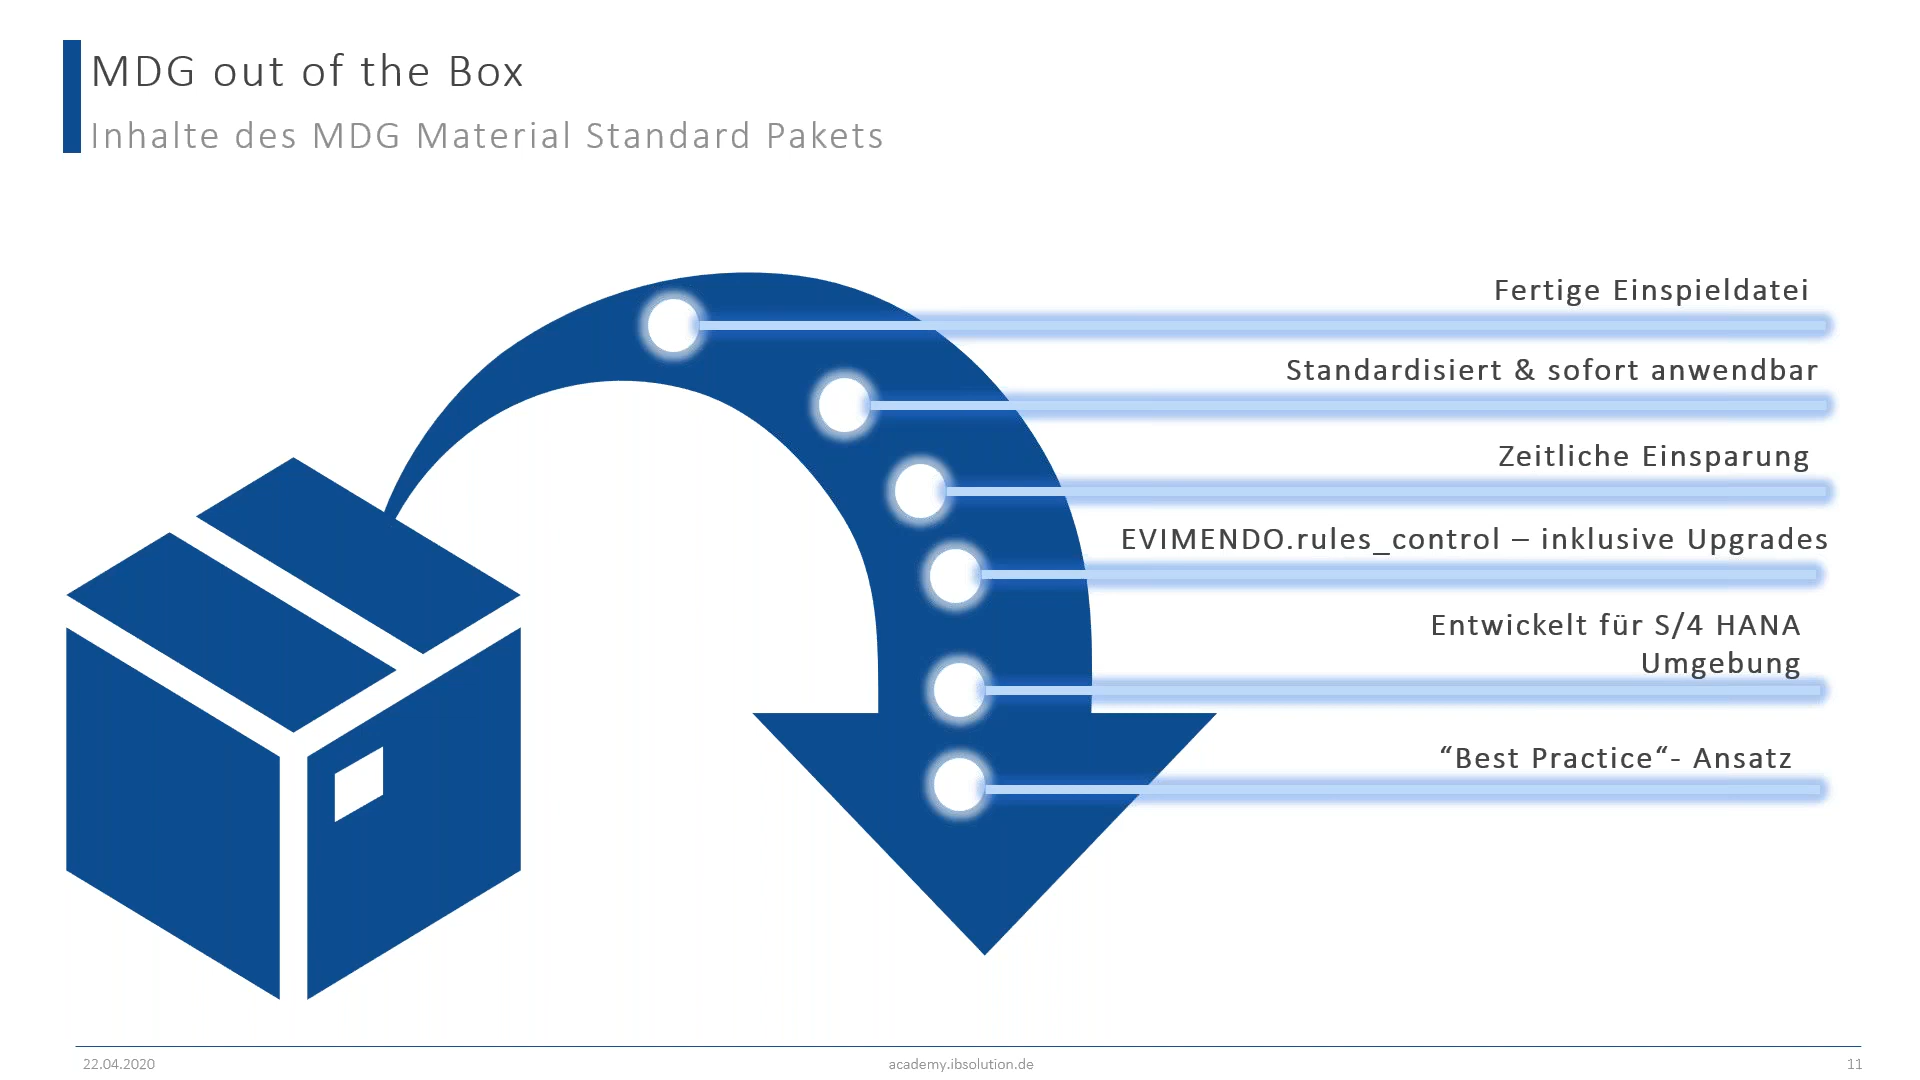 MDG out of the Box
Inhalte des MDG Material Standard Pakets
Fertige Einspieldatei
Standardisiert & sofort anwendbar
Zeitliche Einsparung
EVIMENDO.rules_control – inklusive Upgrades
Entwickelt für S/4 HANA
Umgebung
“Best Practice“- Ansatz
22.04.2020
academy.ibsolution.de
11